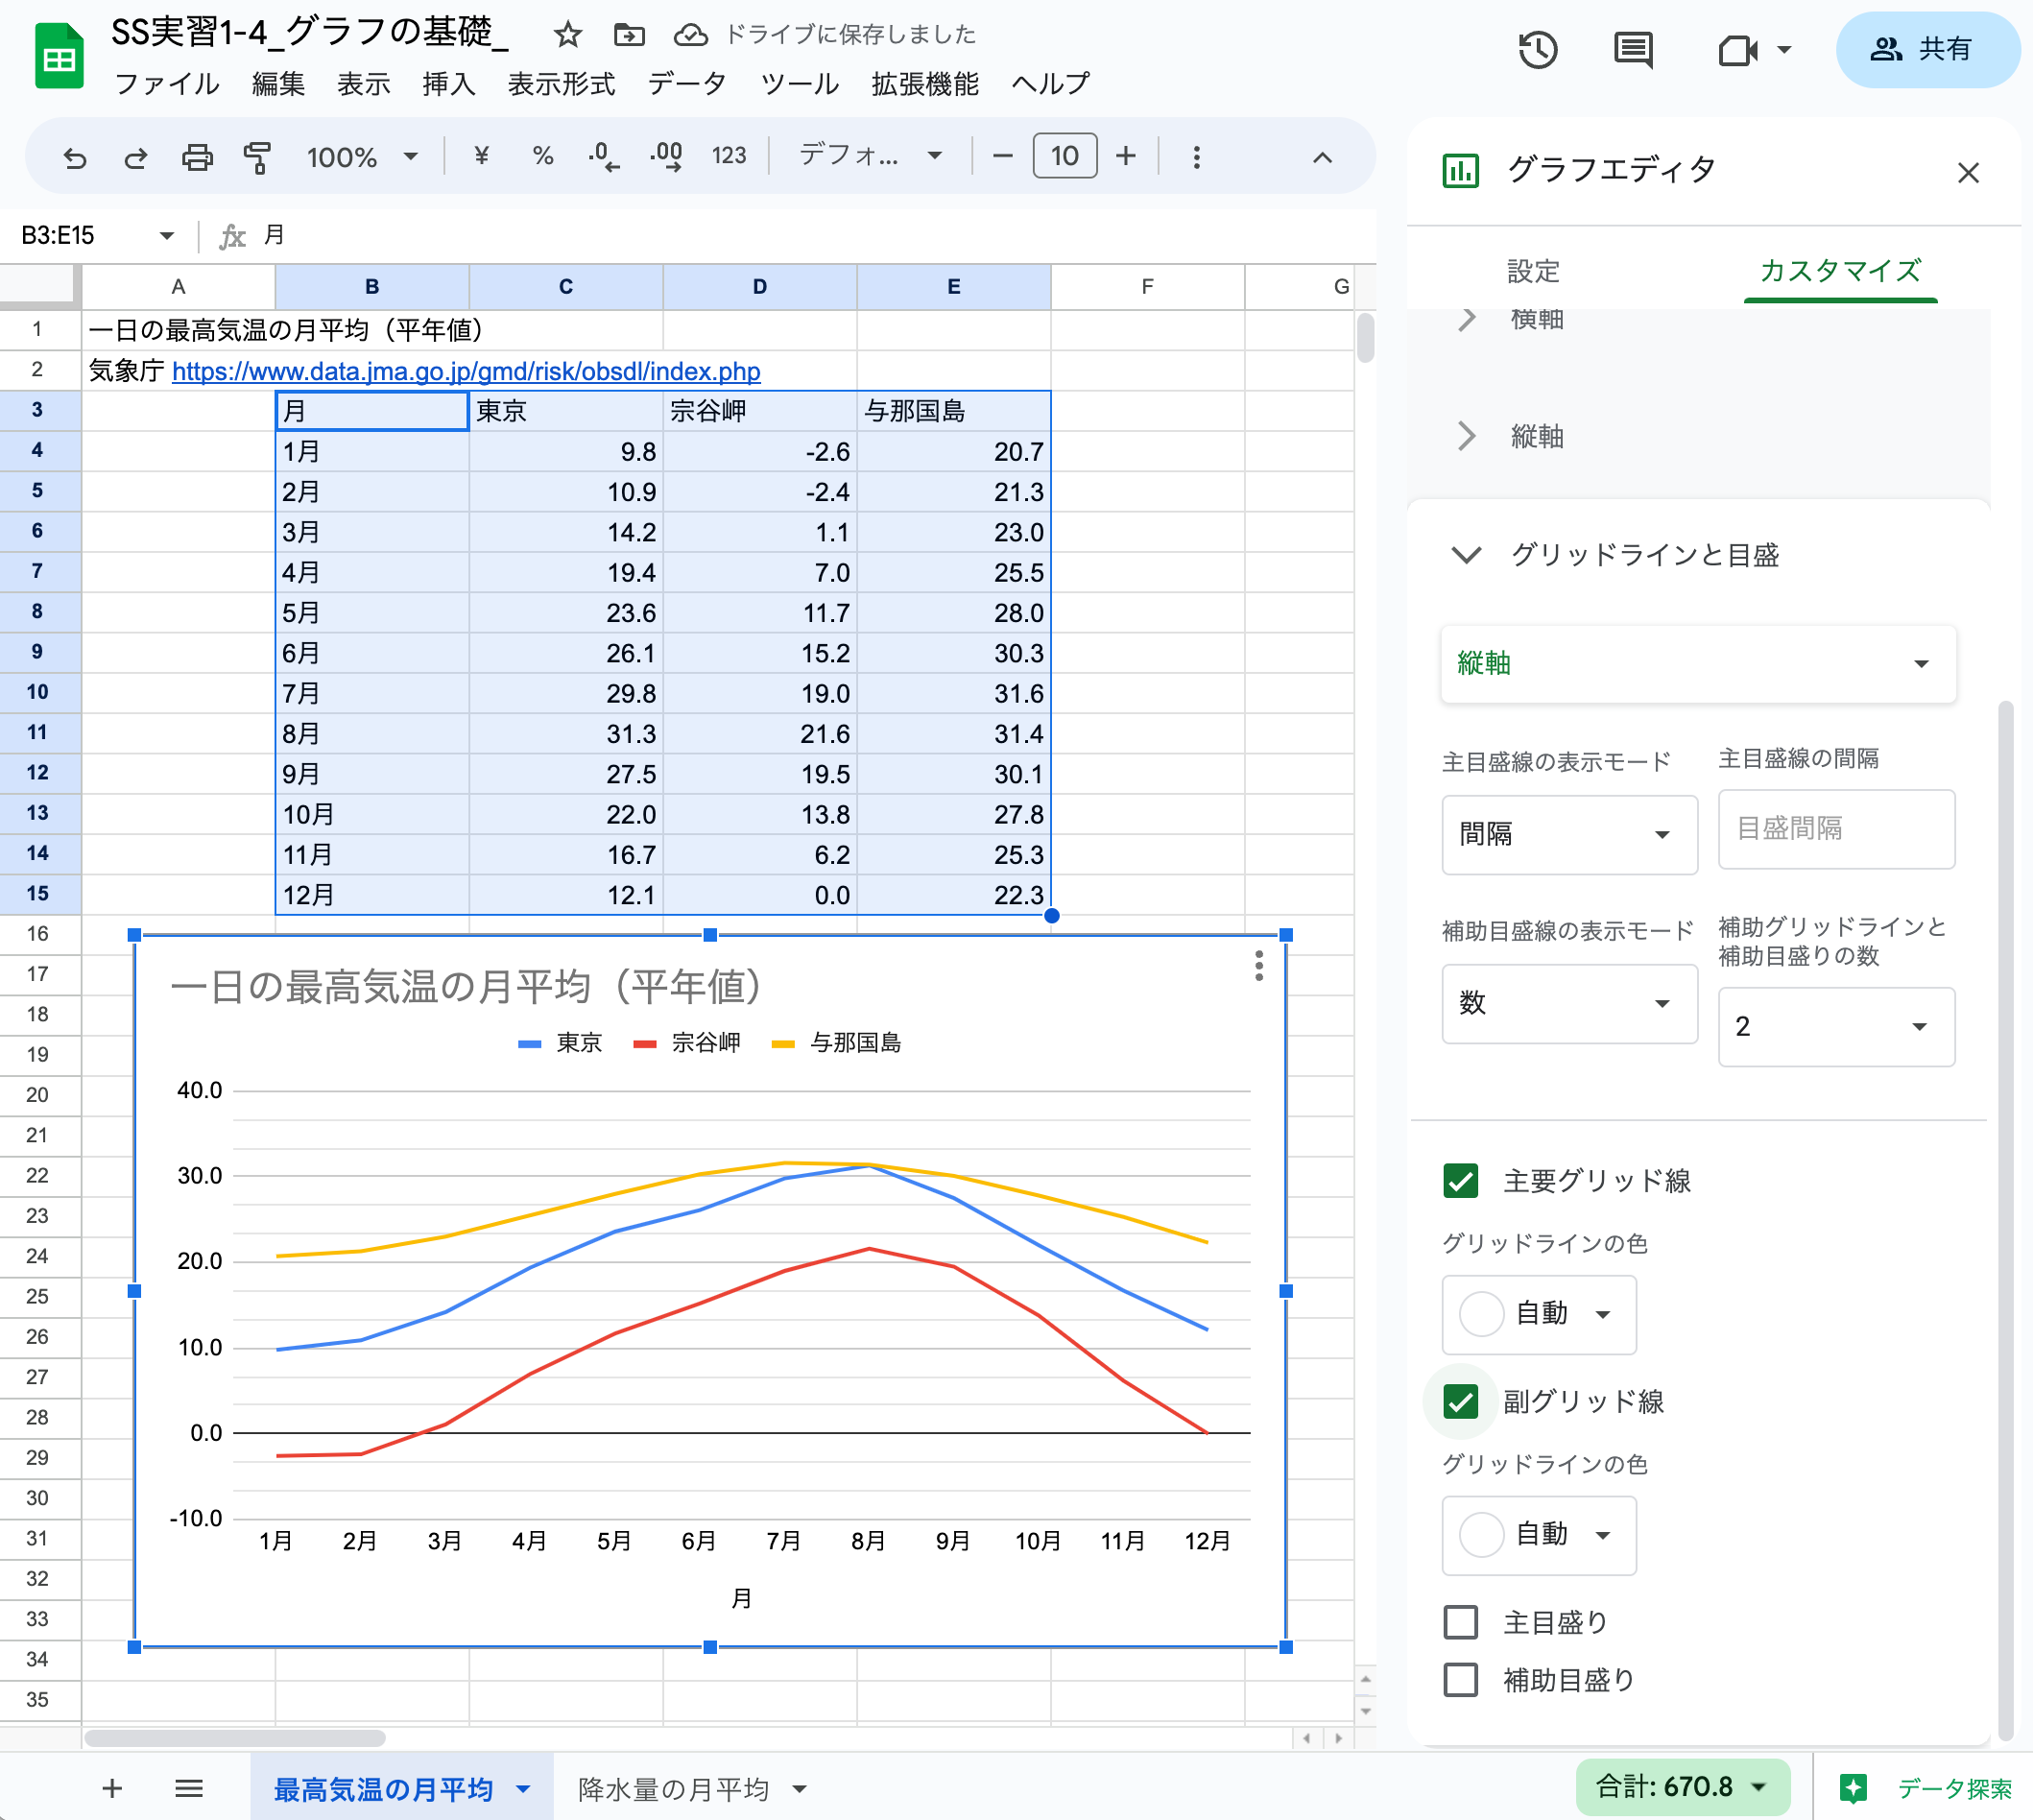 SS実習1-4_グラフの基礎_ ドライブに保存しました
ファイル 編集 表示 挿入 表示形式 データ ツール 拡張機能 ヘルプ
共有
100% ¥ % .0 .00 123 デフォ... 10
B3:E15 fx 月
A B C D E F G
1 一日の最高気温の月平均（平年値）
2 気象庁 https://www.data.jma.go.jp/gmd/risk/obsdl/index.php
3 月 東京 宗谷岬 与那国島
4 1月 9.8 -2.6 20.7
5 2月 10.9 -2.4 21.3
6 3月 14.2 1.1 23.0
7 4月 19.4 7.0 25.5
8 5月 23.6 11.7 28.0
9 6月 26.1 15.2 30.3
10 7月 29.8 19.0 31.6
11 8月 31.3 21.6 31.4
12 9月 27.5 19.5 30.1
13 10月 22.0 13.8 27.8
14 11月 16.7 6.2 25.3
15 12月 12.1 0.0 22.3
16
17
18
19
20
21
22
23
24
25
26
27
28
29
30
31
32
33
34
35
一日の最高気温の月平均（平年値）
東京 宗谷岬 与那国島
40.0
30.0
20.0
10.0
0.0
-10.0
1月 2月 3月 4月 5月 6月 7月 8月 9月 10月 11月 12月
月
グラフエディタ
設定 カスタマイズ
横軸
縦軸
グリッドラインと目盛
縦軸
主目盛線の表示モード 主目盛線の間隔
間隔 目盛間隔
補助目盛線の表示モード 補助グリッドラインと
補助目盛りの数
数 2
主要グリッド線
グリッドラインの色
自動
副グリッド線
グリッドラインの色
自動
主目盛り
補助目盛り
最高気温の月平均 降水量の月平均 合計: 670.8 データ探索